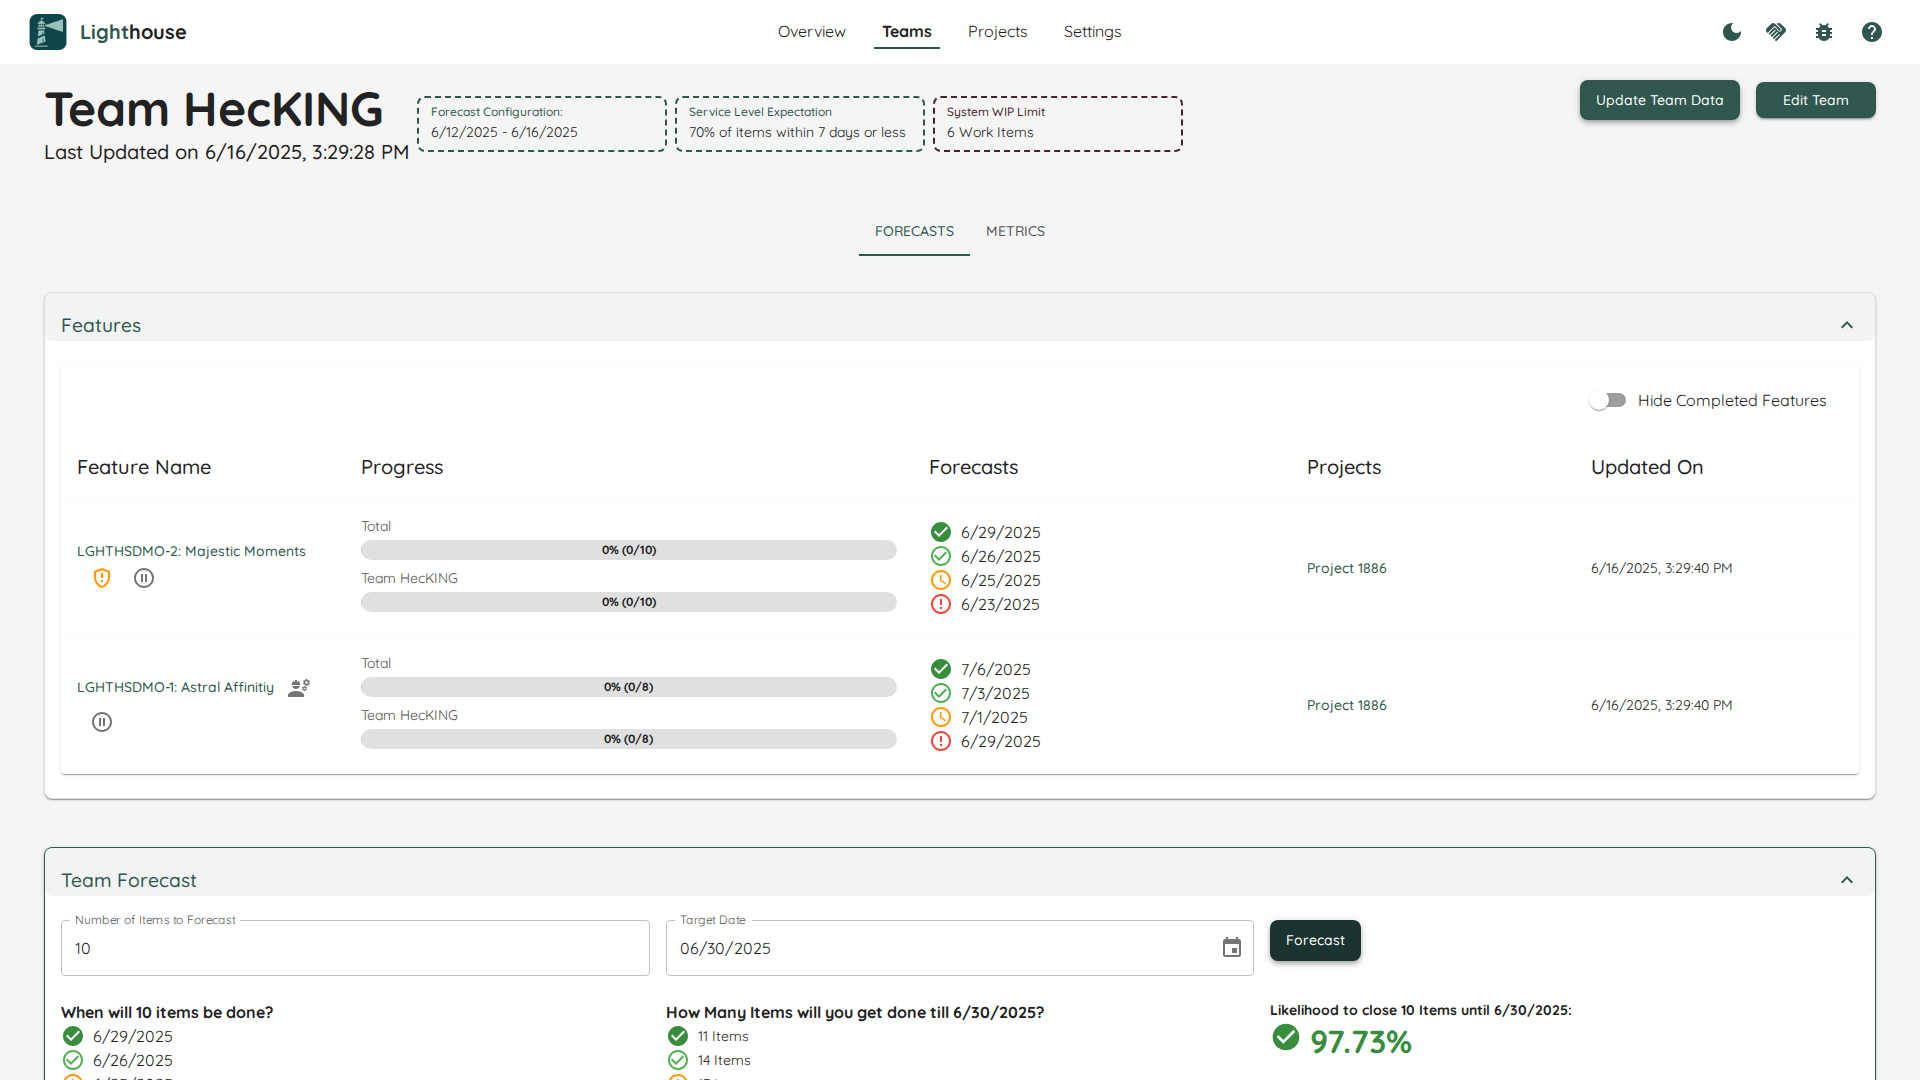 Lighthouse
Overview
Teams
Projects
Settings
Team HecKING
Last Updated on 6/16/2025, 3:29:28 PM
Forecast Configuration:
6/12/2025 - 6/16/2025
Service Level Expectation
70% of items within 7 days or less
System WIP Limit
6 Work Items
Update Team Data
Edit Team
FORECASTS
METRICS
Features
Hide Completed Features
Feature Name
Progress
Forecasts
Projects
Updated On
LGHTHSDMO-2: Majestic Moments
Total
0% (0/10)
Team HecKING
0% (0/10)
6/29/2025
6/26/2025
6/25/2025
6/23/2025
Project 1886
6/16/2025, 3:29:40 PM
LGHTHSDMO-1: Astral Affinitiy
Total
0% (0/8)
Team HecKING
0% (0/8)
7/6/2025
7/3/2025
7/1/2025
6/29/2025
Project 1886
6/16/2025, 3:29:40 PM
Team Forecast
Number of Items to Forecast
10
Target Date
06/30/2025
Forecast
When will 10 items be done?
6/29/2025
6/26/2025
How Many Items will you get done till 6/30/2025?
11 Items
14 Items
Likelihood to close 10 Items until 6/30/2025:
97.73%